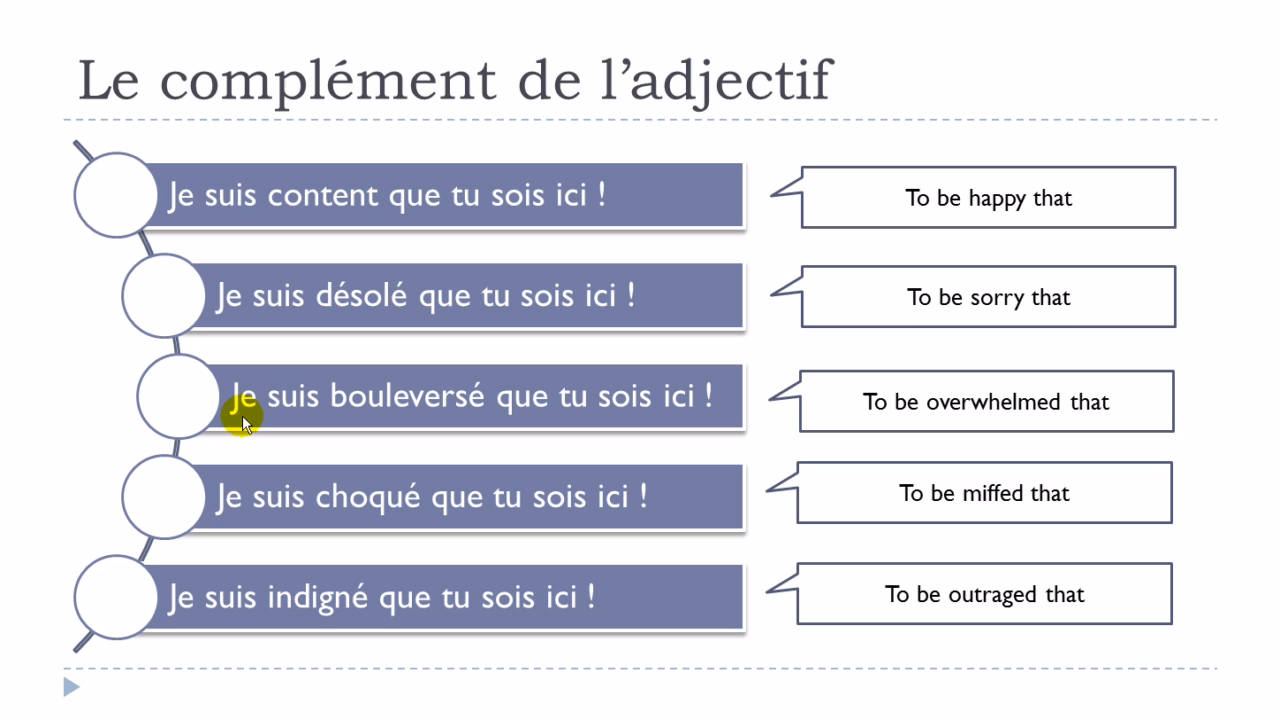 Le complément de l’adjectif
Je suis content que tu sois ici !
To be happy that
Je suis désolé que tu sois ici !
To be sorry that
Je suis bouleversé que tu sois ici !
To be overwhelmed that
Je suis choqué que tu sois ici !
To be miffed that
Je suis indigné que tu sois ici !
To be outraged that